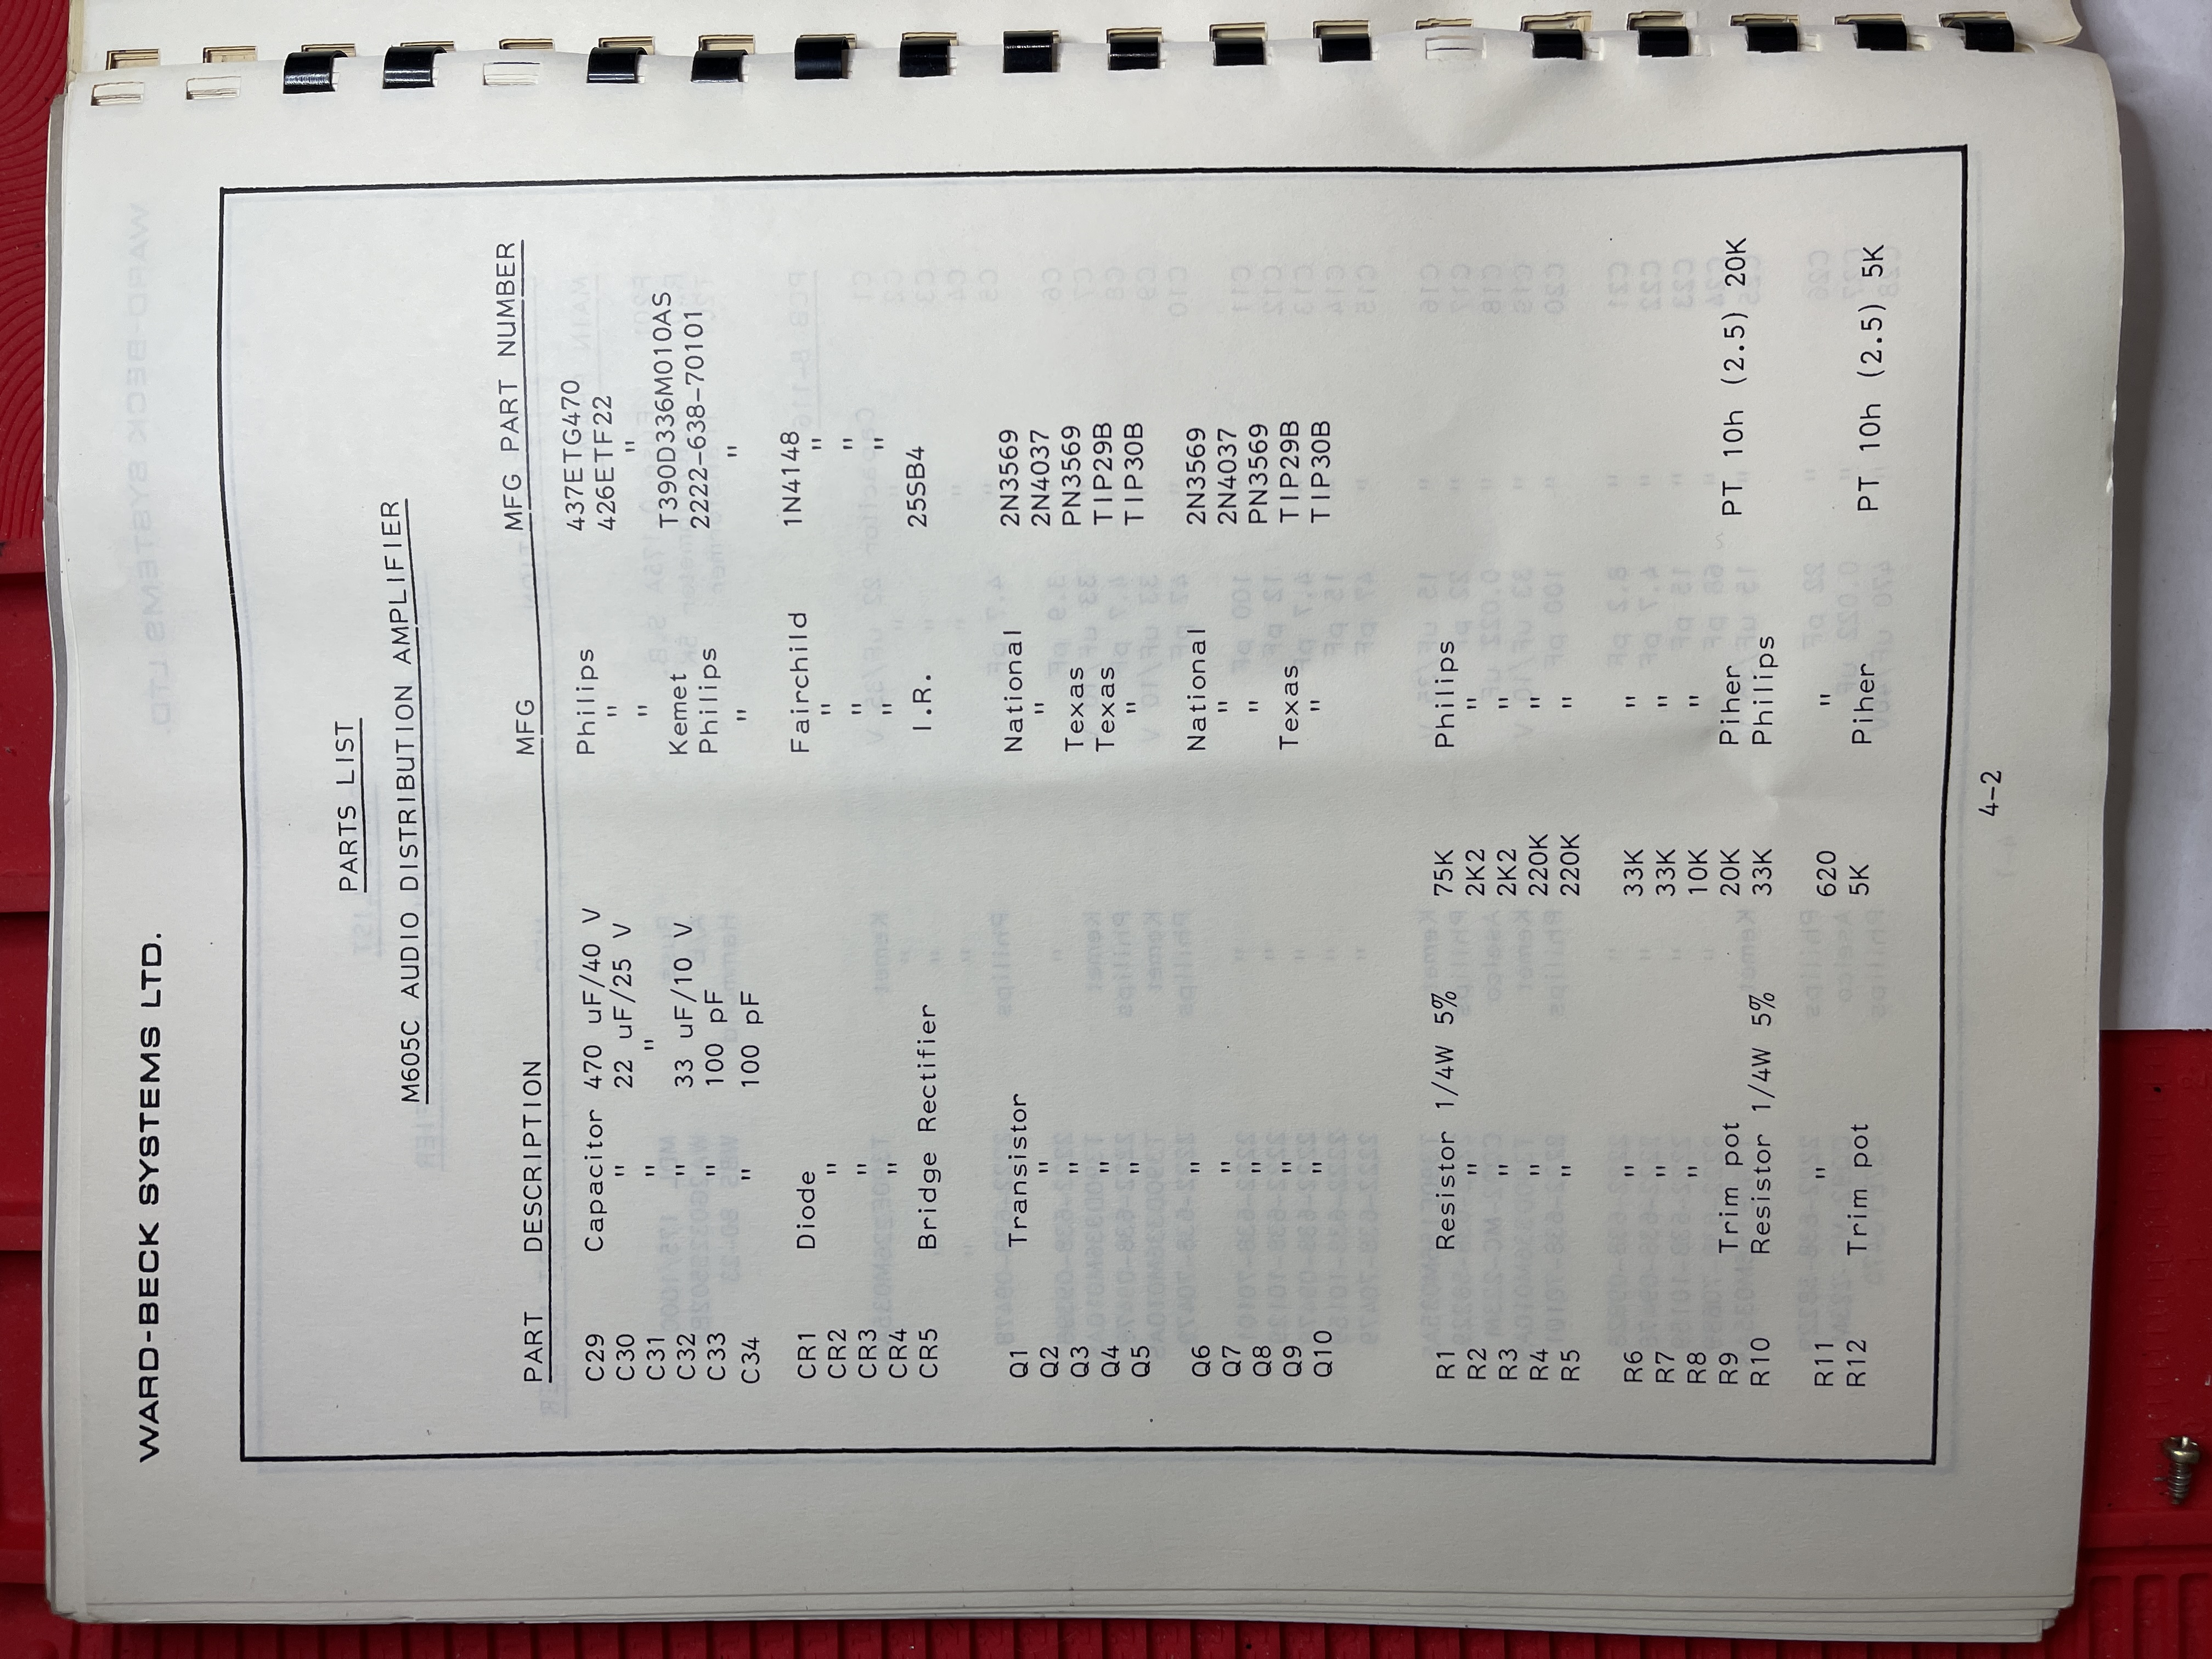 WARD-BECK SYSTEMS LTD.
PARTS LIST
M605C AUDIO DISTRIBUTION AMPLIFIER
PART DESCRIPTION MFG MFG PART NUMBER
C29 Capacitor 470 uF/40 V Philips 437ETG470
C30 " 22 uF/25 V " 426ETF22
C31 " " " "
C32 " 33 uF/10 V Kemet T390D336M010AS
C33 " 100 pF Philips 2222-638-70101
C34 " 100 pF " "
CR1 Diode Fairchild 1N4148
CR2 " " "
CR3 " " "
CR4 " " "
CR5 Bridge Rectifier I.R. 25SB4
Q1 Transistor National 2N3569
Q2 " " 2N4037
Q3 " Texas PN3569
Q4 " Texas TIP29B
Q5 " " TIP30B
Q6 " National 2N3569
Q7 " " 2N4037
Q8 " " PN3569
Q9 " Texas TIP29B
Q10 " " TIP30B
R1 Resistor 1/4W 5% 75K Philips
R2 " 2K2 "
R3 " 2K2 "
R4 " 220K "
R5 " 220K "
R6 " 33K "
R7 " 33K "
R8 " 10K "
R9 Trim pot 20K Piher PT 10h (2.5) 20K
R10 Resistor 1/4W 5% 33K Philips
R11 " 620 "
R12 Trim pot 5K Piher PT 10h (2.5) 5K
4-2